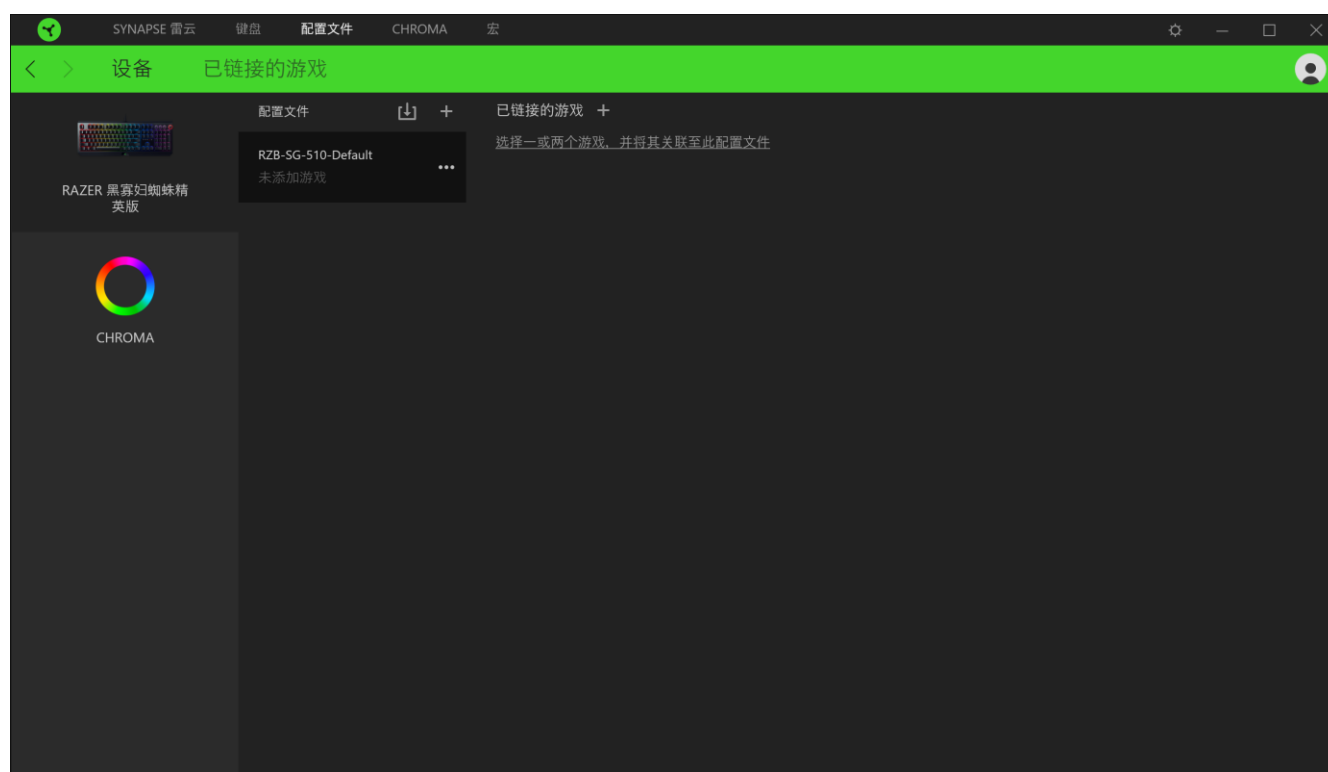 SYNAPSE 雷云 键盘 配置文件 CHROMA 宏
设备 已链接的游戏
RAZER 黑寡妇蜘蛛精
英版
CHROMA
配置文件
RZB-SG-510-Default
未添加游戏
已链接的游戏
选择一或两个游戏，并将其关联至此配置文件